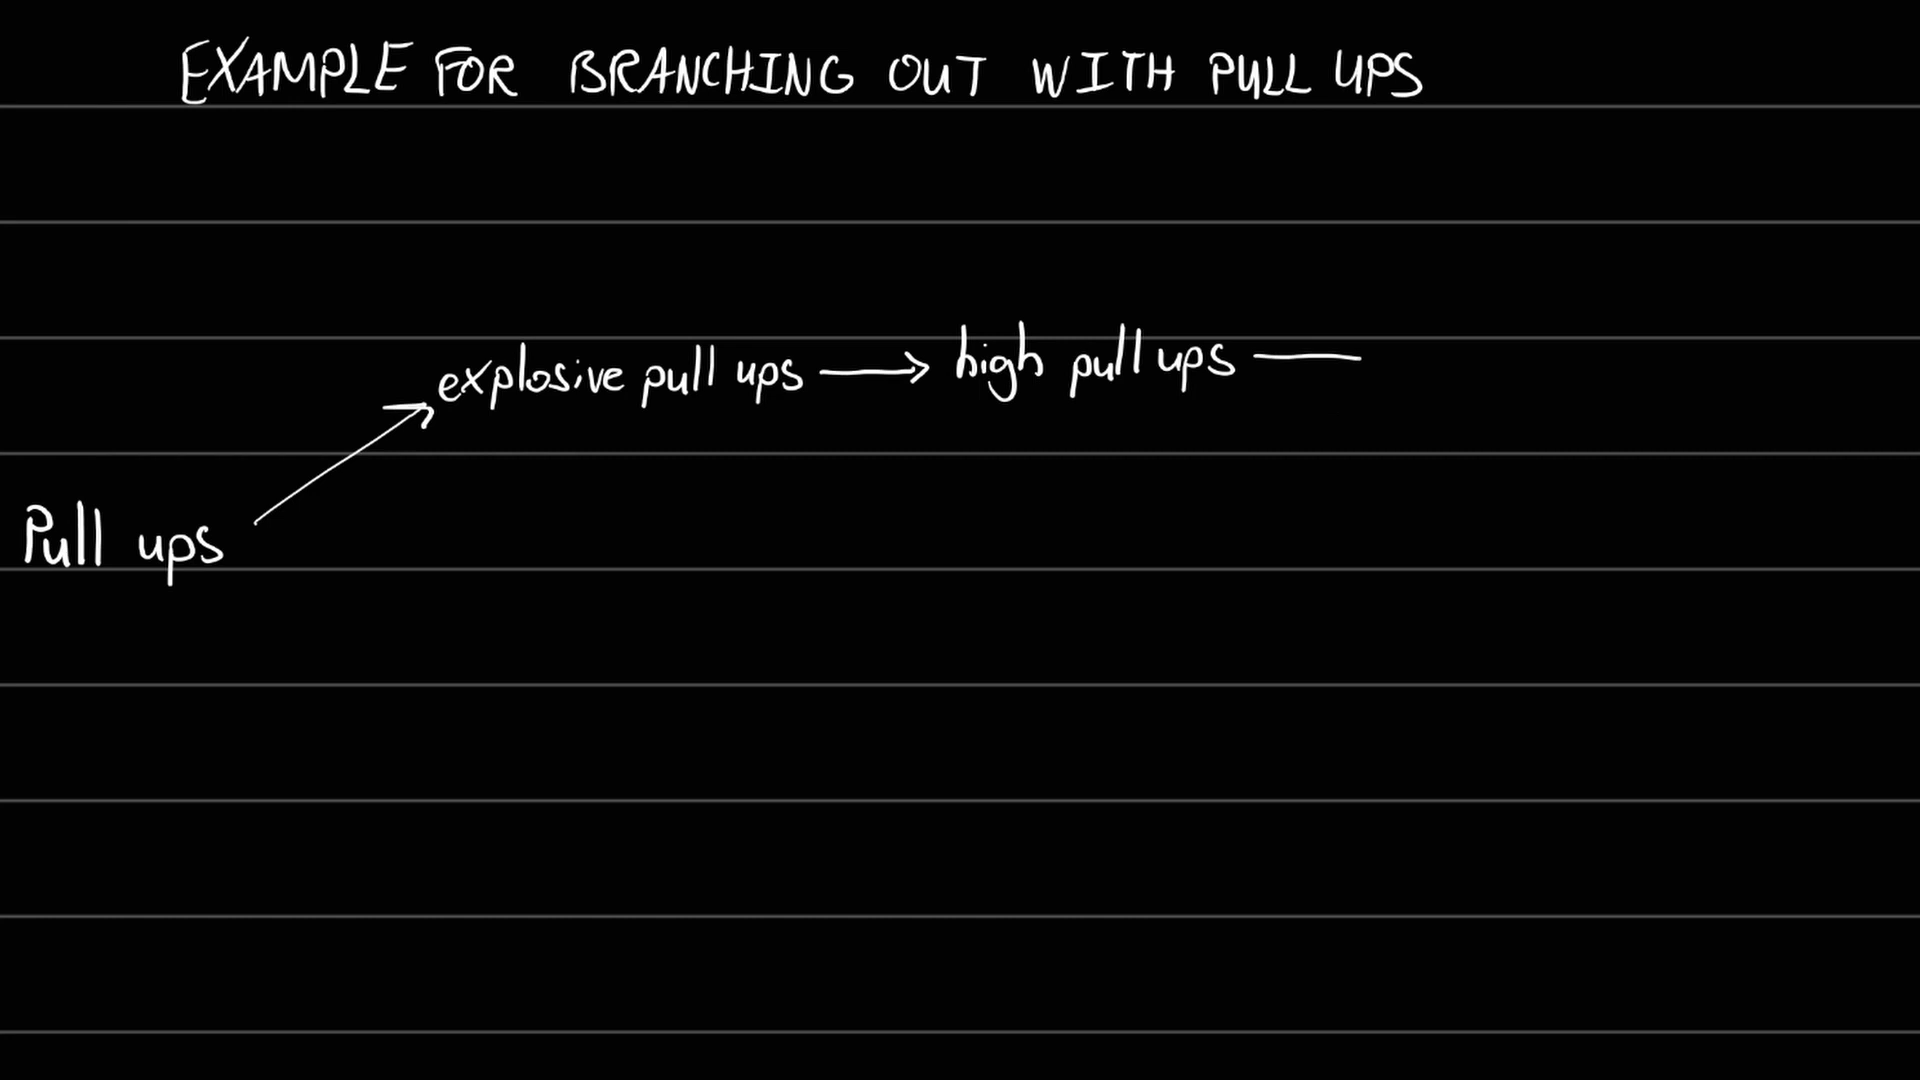 EXAMPLE FOR BRANCHING OUT WITH PULL UPS
explosive pull ups → high pull ups —
Pull ups